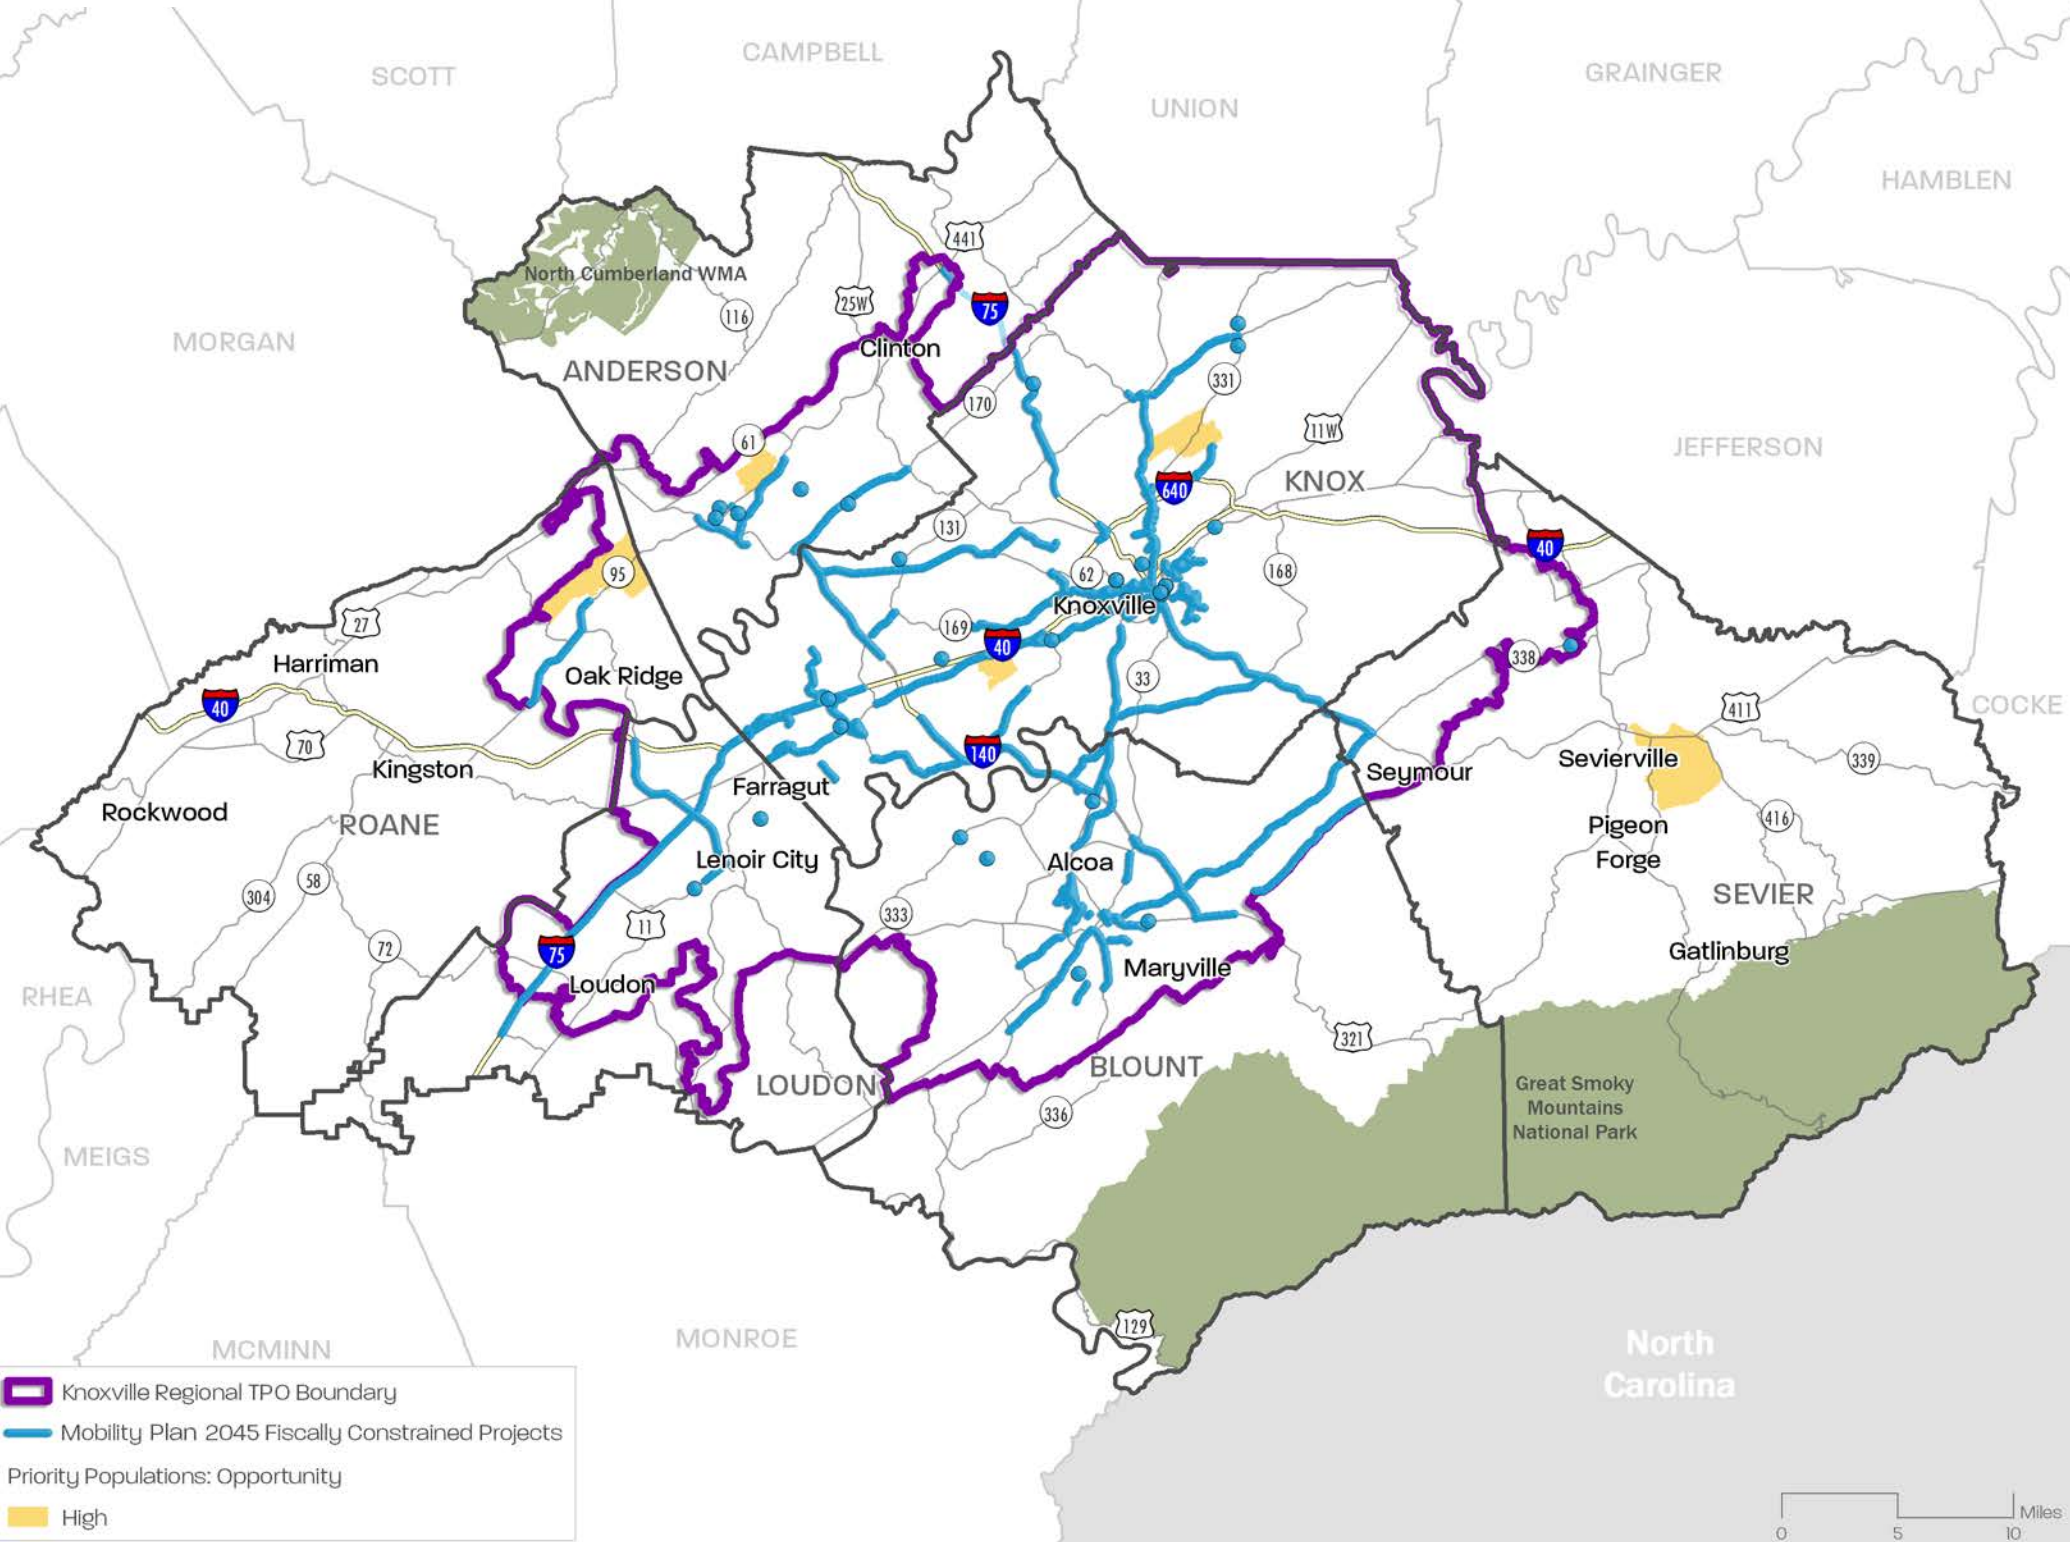 CAMPBELL
SCOTT
GRAINGER
UNION
HAMBLEN
441
North Cumberland WMA
25W
75
116
MORGAN
Clinton
ANDERSON
331
170
11W
61
JEFFERSON
KNOX
640
131
40
95
62
168
Knoxville
27
169
40
338
Harriman
Oak Ridge
33
40
COCKE
411
70
140
Sevierville
339
Kingston
Seymour
Farragut
Rockwood
416
ROANE
Pigeon
Forge
Lenoir City
Alcoa
58
304
SEVIER
333
11
72
75
Gatlinburg
Maryville
Loudon
RHEA
321
BLOUNT
LOUDON
Great Smoky
Mountains
National Park
336
MEIGS
129
MONROE
North
Carolina
MCMINN
Knoxville Regional TPO Boundary
Mobility Plan 2045 Fiscally Constrained Projects
Priority Populations: Opportunity
High
Miles
0 5 10